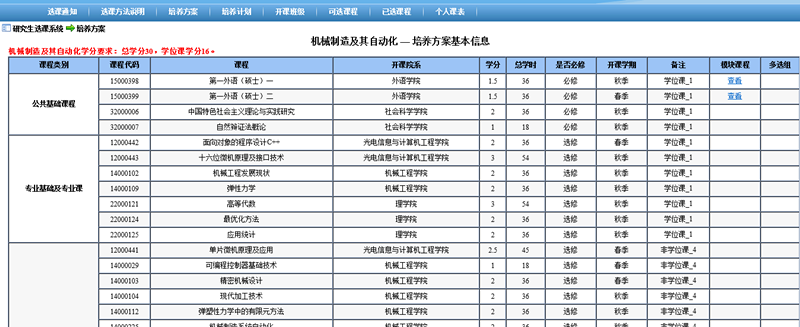 选课通知 | 选课方法说明 | 培养方案 | 培养计划 | 开课班级 | 可选课程 | 已选课程 | 个人课表 |
研究生选课系统 培养方案
机械制造及其自动化 — 培养方案基本信息
机械制造及其自动化学分要求：总学分30，学位课学分16。
课程类别 课程代码 课程 开课院系 学分 总学时 是否必修 开课学期 备注 模块课程 多选组
公共基础课程
15000398 第一外语（硕士）一 外语学院 1.5 36 必修 秋季 学位课_1 查看
15000399 第一外语（硕士）二 外语学院 1.5 36 必修 春季 学位课_1 查看
32000006 中国特色社会主义理论与实践研究 社会科学学院 2 36 必修 秋季 学位课_1
32000007 自然辩证法概论 社会科学学院 1 18 必修 秋季 学位课_1
专业基础及专业课
12000442 面向对象的程序设计C++ 光电信息与计算机工程学院 2 36 选修 春季 学位课_1
12000443 十六位微机原理及接口技术 光电信息与计算机工程学院 3 54 选修 秋季 学位课_1
14000102 机械工程发展现状 机械工程学院 2 36 选修 秋季 学位课_1
14000109 弹性力学 机械工程学院 2 36 选修 秋季 学位课_1
22000121 高等代数 理学院 3 54 选修 秋季 学位课_1
22000124 最优化方法 理学院 2 36 选修 秋季 学位课_1
22000125 应用统计 理学院 2 36 选修 秋季 学位课_1
12000441 单片微机原理及应用 光电信息与计算机工程学院 2.5 45 选修 春季 非学位课_4
14000029 可编程控制器基础技术 机械工程学院 1 18 选修 春季 非学位课_4
14000103 精密机械设计 机械工程学院 2 36 选修 春季 非学位课_4
14000104 现代加工技术 机械工程学院 2 36 选修 秋季 非学位课_4
14000112 弹塑性力学中的有限元方法 机械工程学院 2 36 选修 春季 非学位课_4